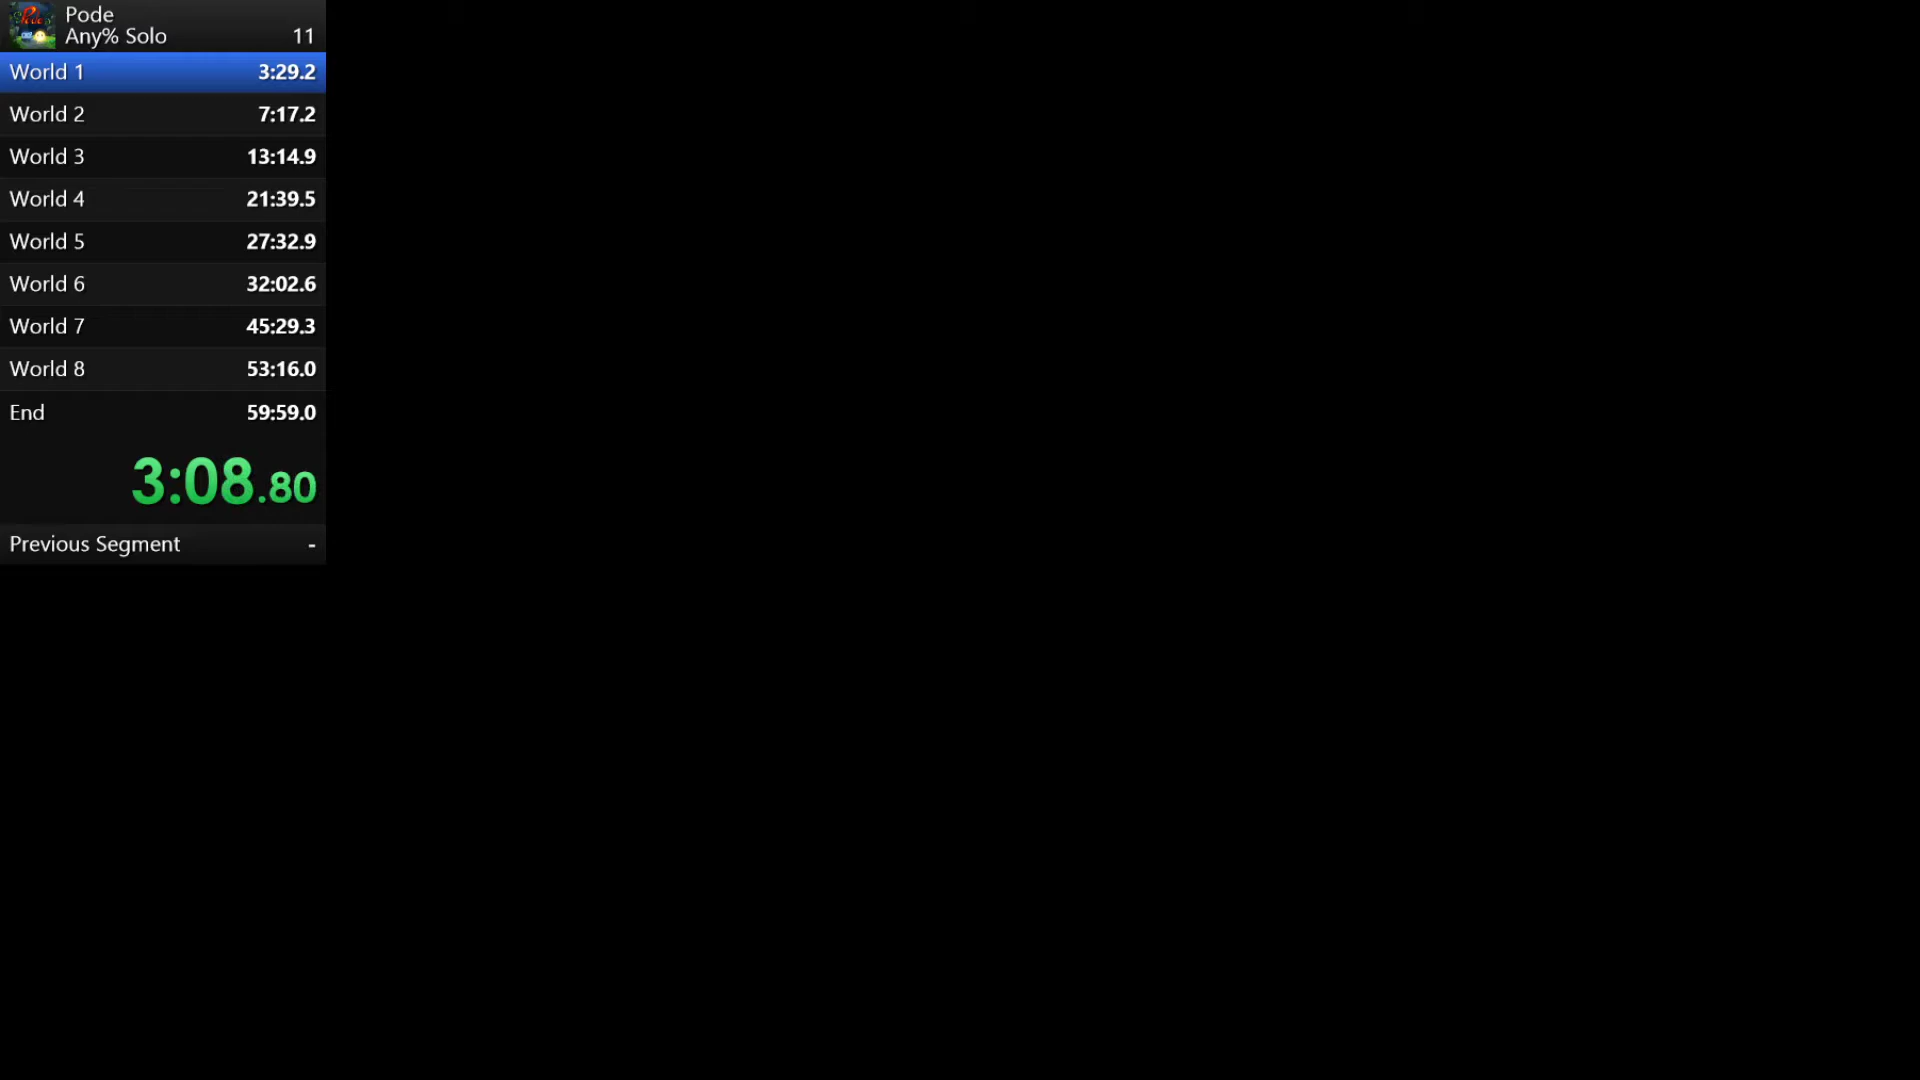 Pode
Any% Solo 11
World 1 3:29.2
World 2 7:17.2
World 3 13:14.9
World 4 21:39.5
World 5 27:32.9
World 6 32:02.6
World 7 45:29.3
World 8 53:16.0
End 59:59.0
3:08.80
Previous Segment -